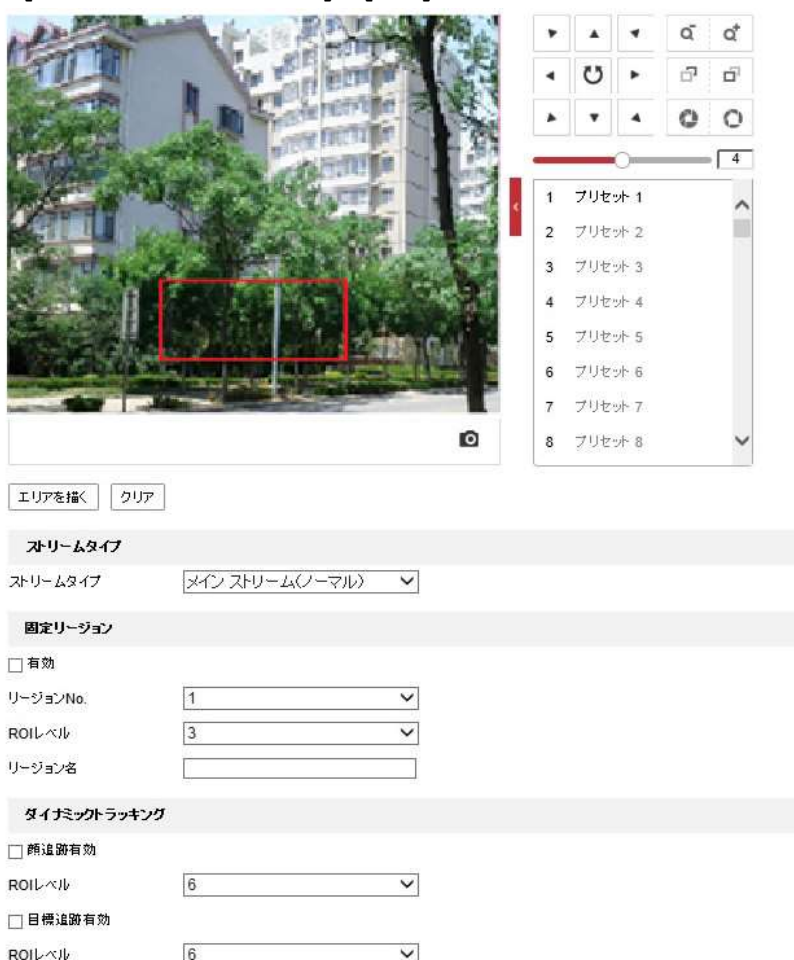 4
1 プリセット 1
2 プリセット 2
3 プリセット 3
4 プリセット 4
5 プリセット 5
6 プリセット 6
7 プリセット 7
8 プリセット 8
エリアを描く クリア
ストリームタイプ
ストリームタイプ メイン ストリーム(ノーマル)
固定リージョン
有効
リージョンNo. 1
ROIレベル 3
リージョン名
ダイナミックトラッキング
顔追跡有効
ROIレベル 6
目標追跡有効
ROIレベル 6